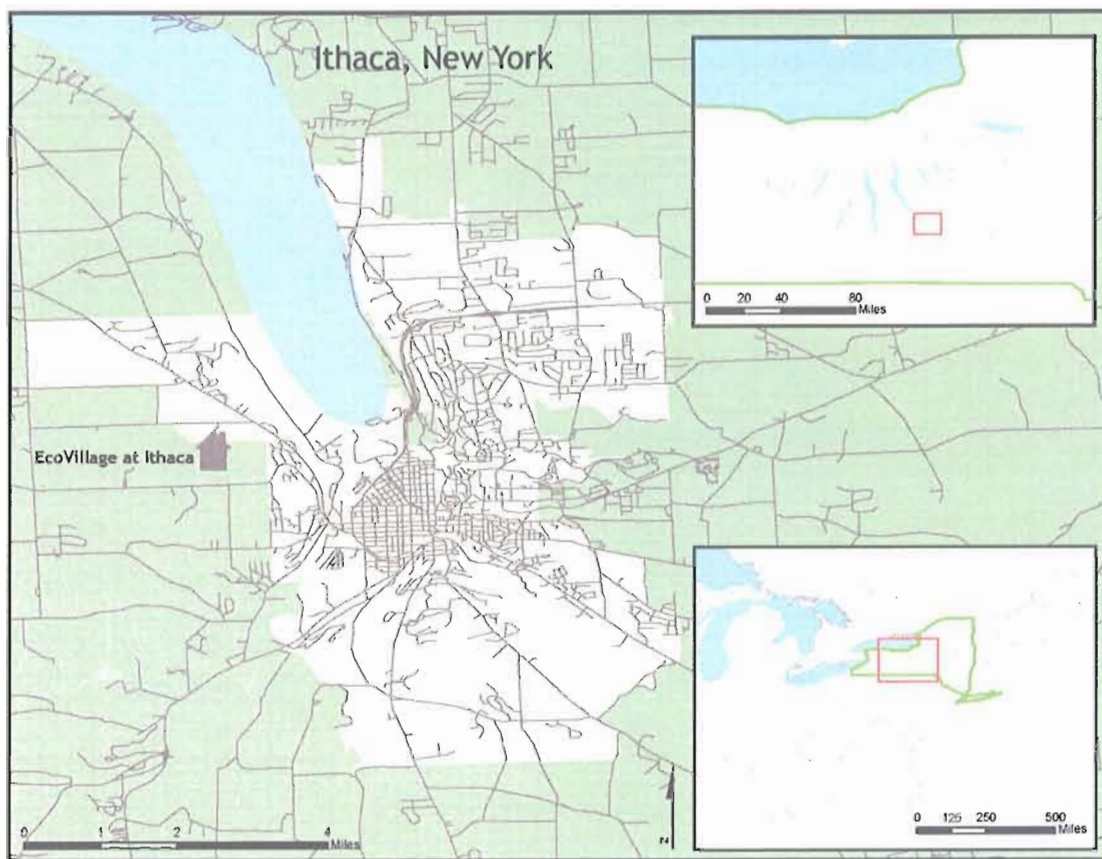 Ithaca, New York
EcoVillage at Ithaca
0 1 2 4
Miles
N
0 20 40 80
Miles
0 125 250 500
Miles